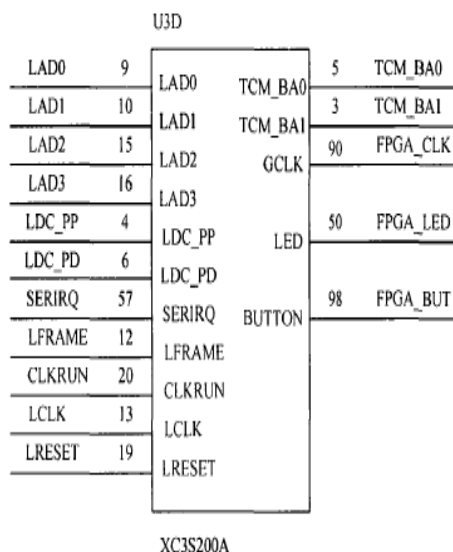 U3D
LAD0 9 LAD0 TCM_BA0 5 TCM_BA0
LAD1 10 LAD1 TCM_BA1 3 TCM_BA1
LAD2 15 LAD2 GCLK 90 FPGA_CLK
LAD3 16 LAD3
LDC_PP 4 LDC_PP LED 50 FPGA_LED
LDC_PD 6 LDC_PD
SERIRQ 57 SERIRQ BUTTON 98 FPGA_BUT
LFRAME 12 LFRAME
CLKRUN 20 CLKRUN
LCLK 13 LCLK
LRESET 19 LRESET
XC3S200A